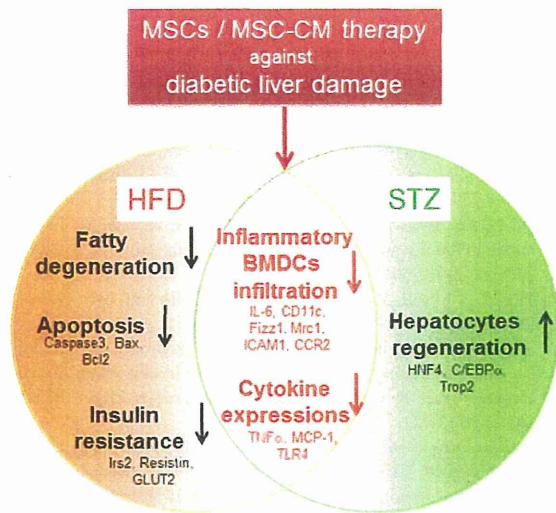 MSCs / MSC-CM therapy
against
diabetic liver damage
HFD
STZ
Fatty
degeneration
Apoptosis
Caspase3, Bax,
Bcl2
Insulin
resistance
Irs2, Resistin,
GLUT2
Inflammatory
BMDCs
infiltration
IL-6, CD11c,
Fizz1, Mrc1,
ICAM1, CCR2
Cytokine
expressions
TNFα, MCP-1,
TLR4
Hepatocytes
regeneration
HNF4, C/EBPα,
Trop2